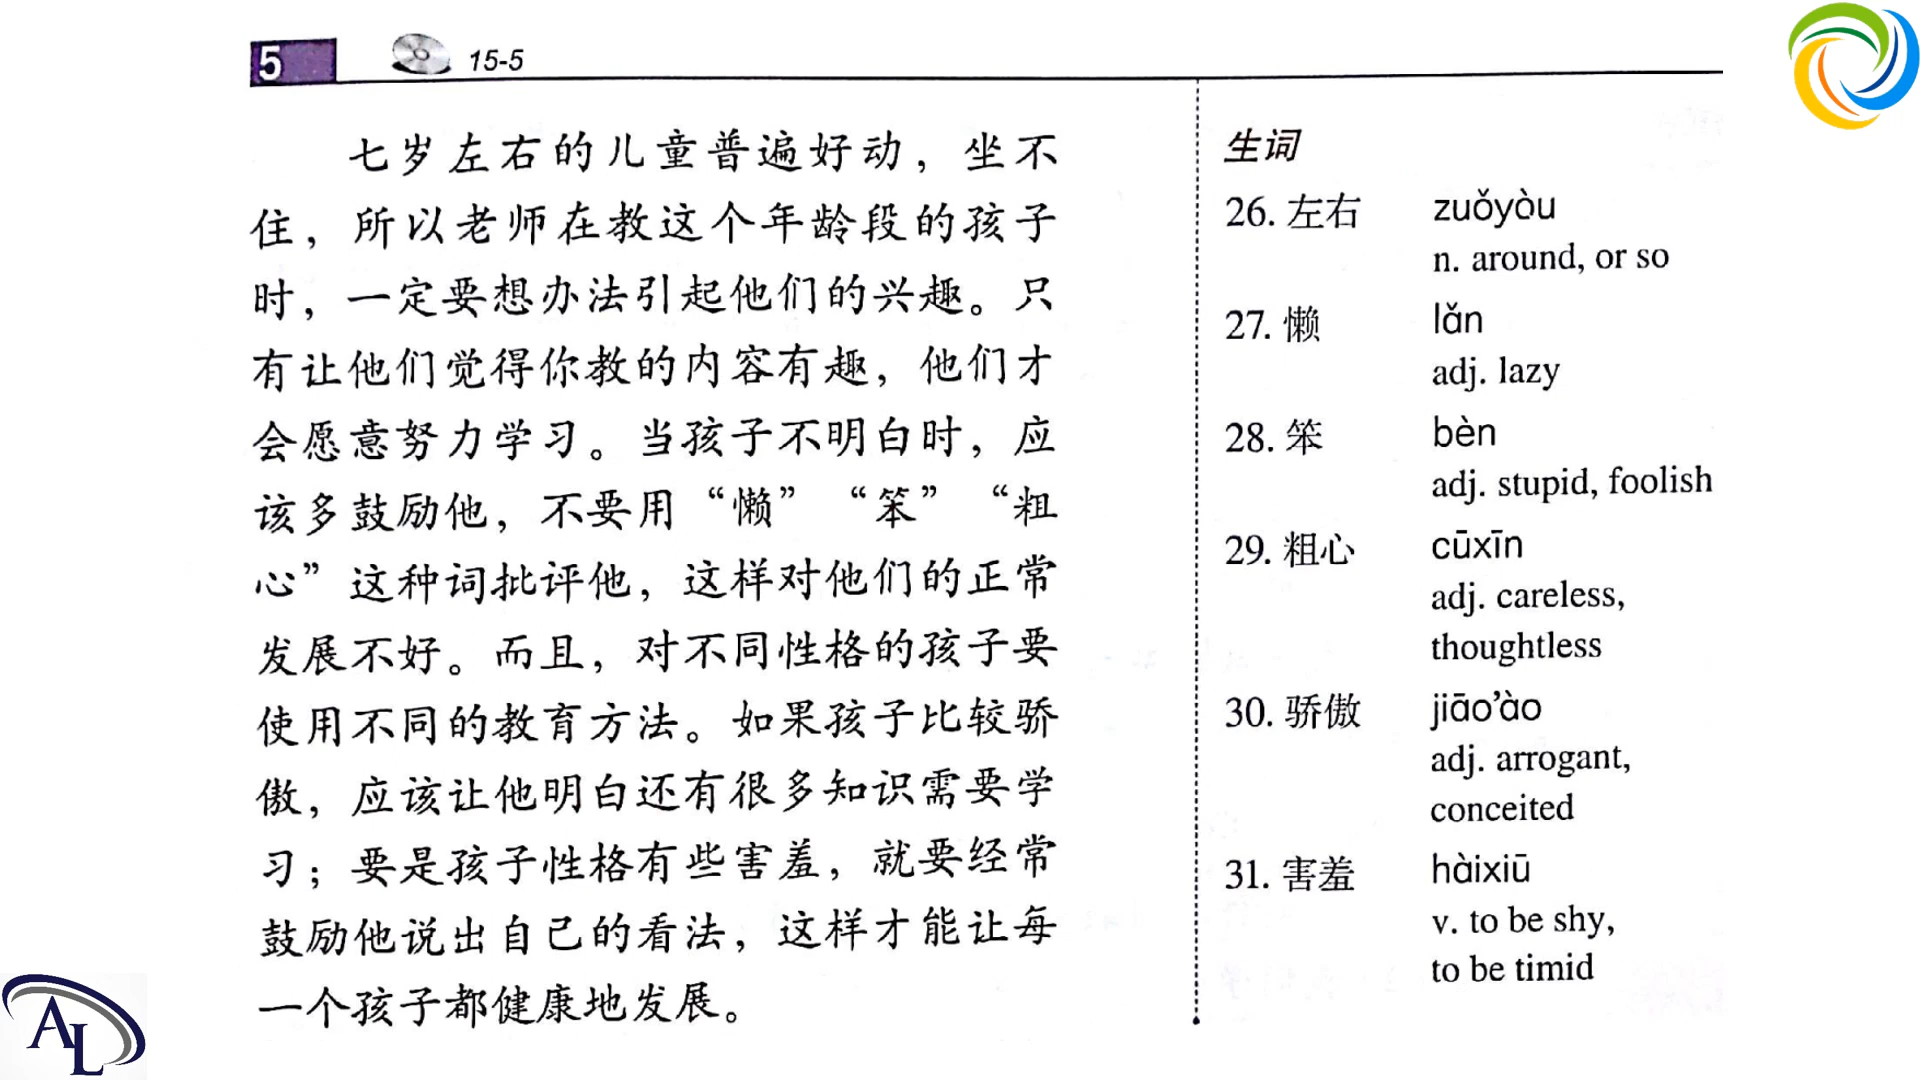 5
15-5
七岁左右的儿童普遍好动，坐不
住，所以老师在教这个年龄段的孩子
时，一定要想办法引起他们的兴趣。只
有让他们觉得你教的内容有趣，他们才
会愿意努力学习。当孩子不明白时，应
该多鼓励他，不要用“懒”“笨”“粗
心”这种词批评他，这样对他们的正常
发展不好。而且，对不同性格的孩子要
使用不同的教育方法。如果孩子比较骄
傲，应该让他明白还有很多知识需要学
习；要是孩子性格有些害羞，就要经常
鼓励他说出自己的看法，这样才能让每
一个孩子都健康地发展。
生词
26. 左右 zuǒyòu
n. around, or so
27. 懒 lǎn
adj. lazy
28. 笨 bèn
adj. stupid, foolish
29. 粗心 cūxīn
adj. careless,
thoughtless
30. 骄傲 jiāo’ào
adj. arrogant,
conceited
31. 害羞 hàixiū
v. to be shy,
to be timid
AL